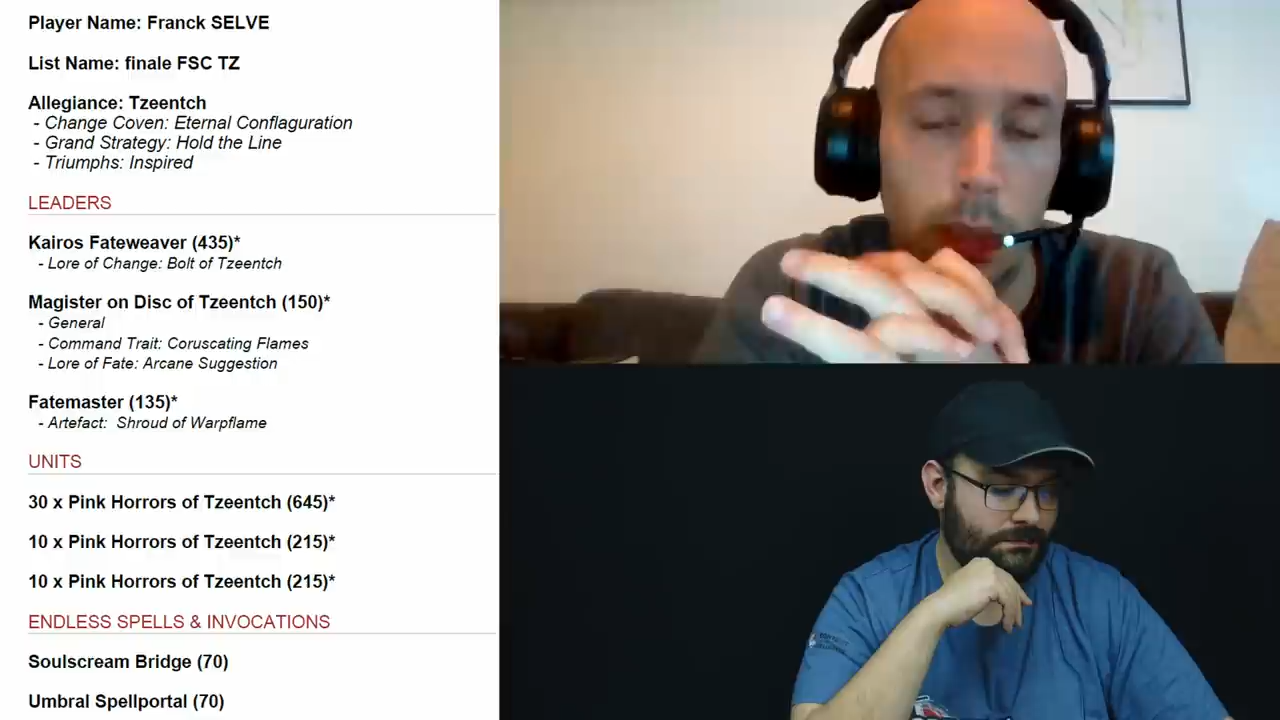 Player Name: Franck SELVE
List Name: finale FSC TZ
Allegiance: Tzeentch
- Change Coven: Eternal Conflaguration
- Grand Strategy: Hold the Line
- Triumphs: Inspired
LEADERS
Kairos Fateweaver (435)*
- Lore of Change: Bolt of Tzeentch
Magister on Disc of Tzeentch (150)*
- General
- Command Trait: Coruscating Flames
- Lore of Fate: Arcane Suggestion
Fatemaster (135)*
- Artefact: Shroud of Warpflame
UNITS
30 x Pink Horrors of Tzeentch (645)*
10 x Pink Horrors of Tzeentch (215)*
10 x Pink Horrors of Tzeentch (215)*
ENDLESS SPELLS & INVOCATIONS
Soulscream Bridge (70)
Umbral Spellportal (70)